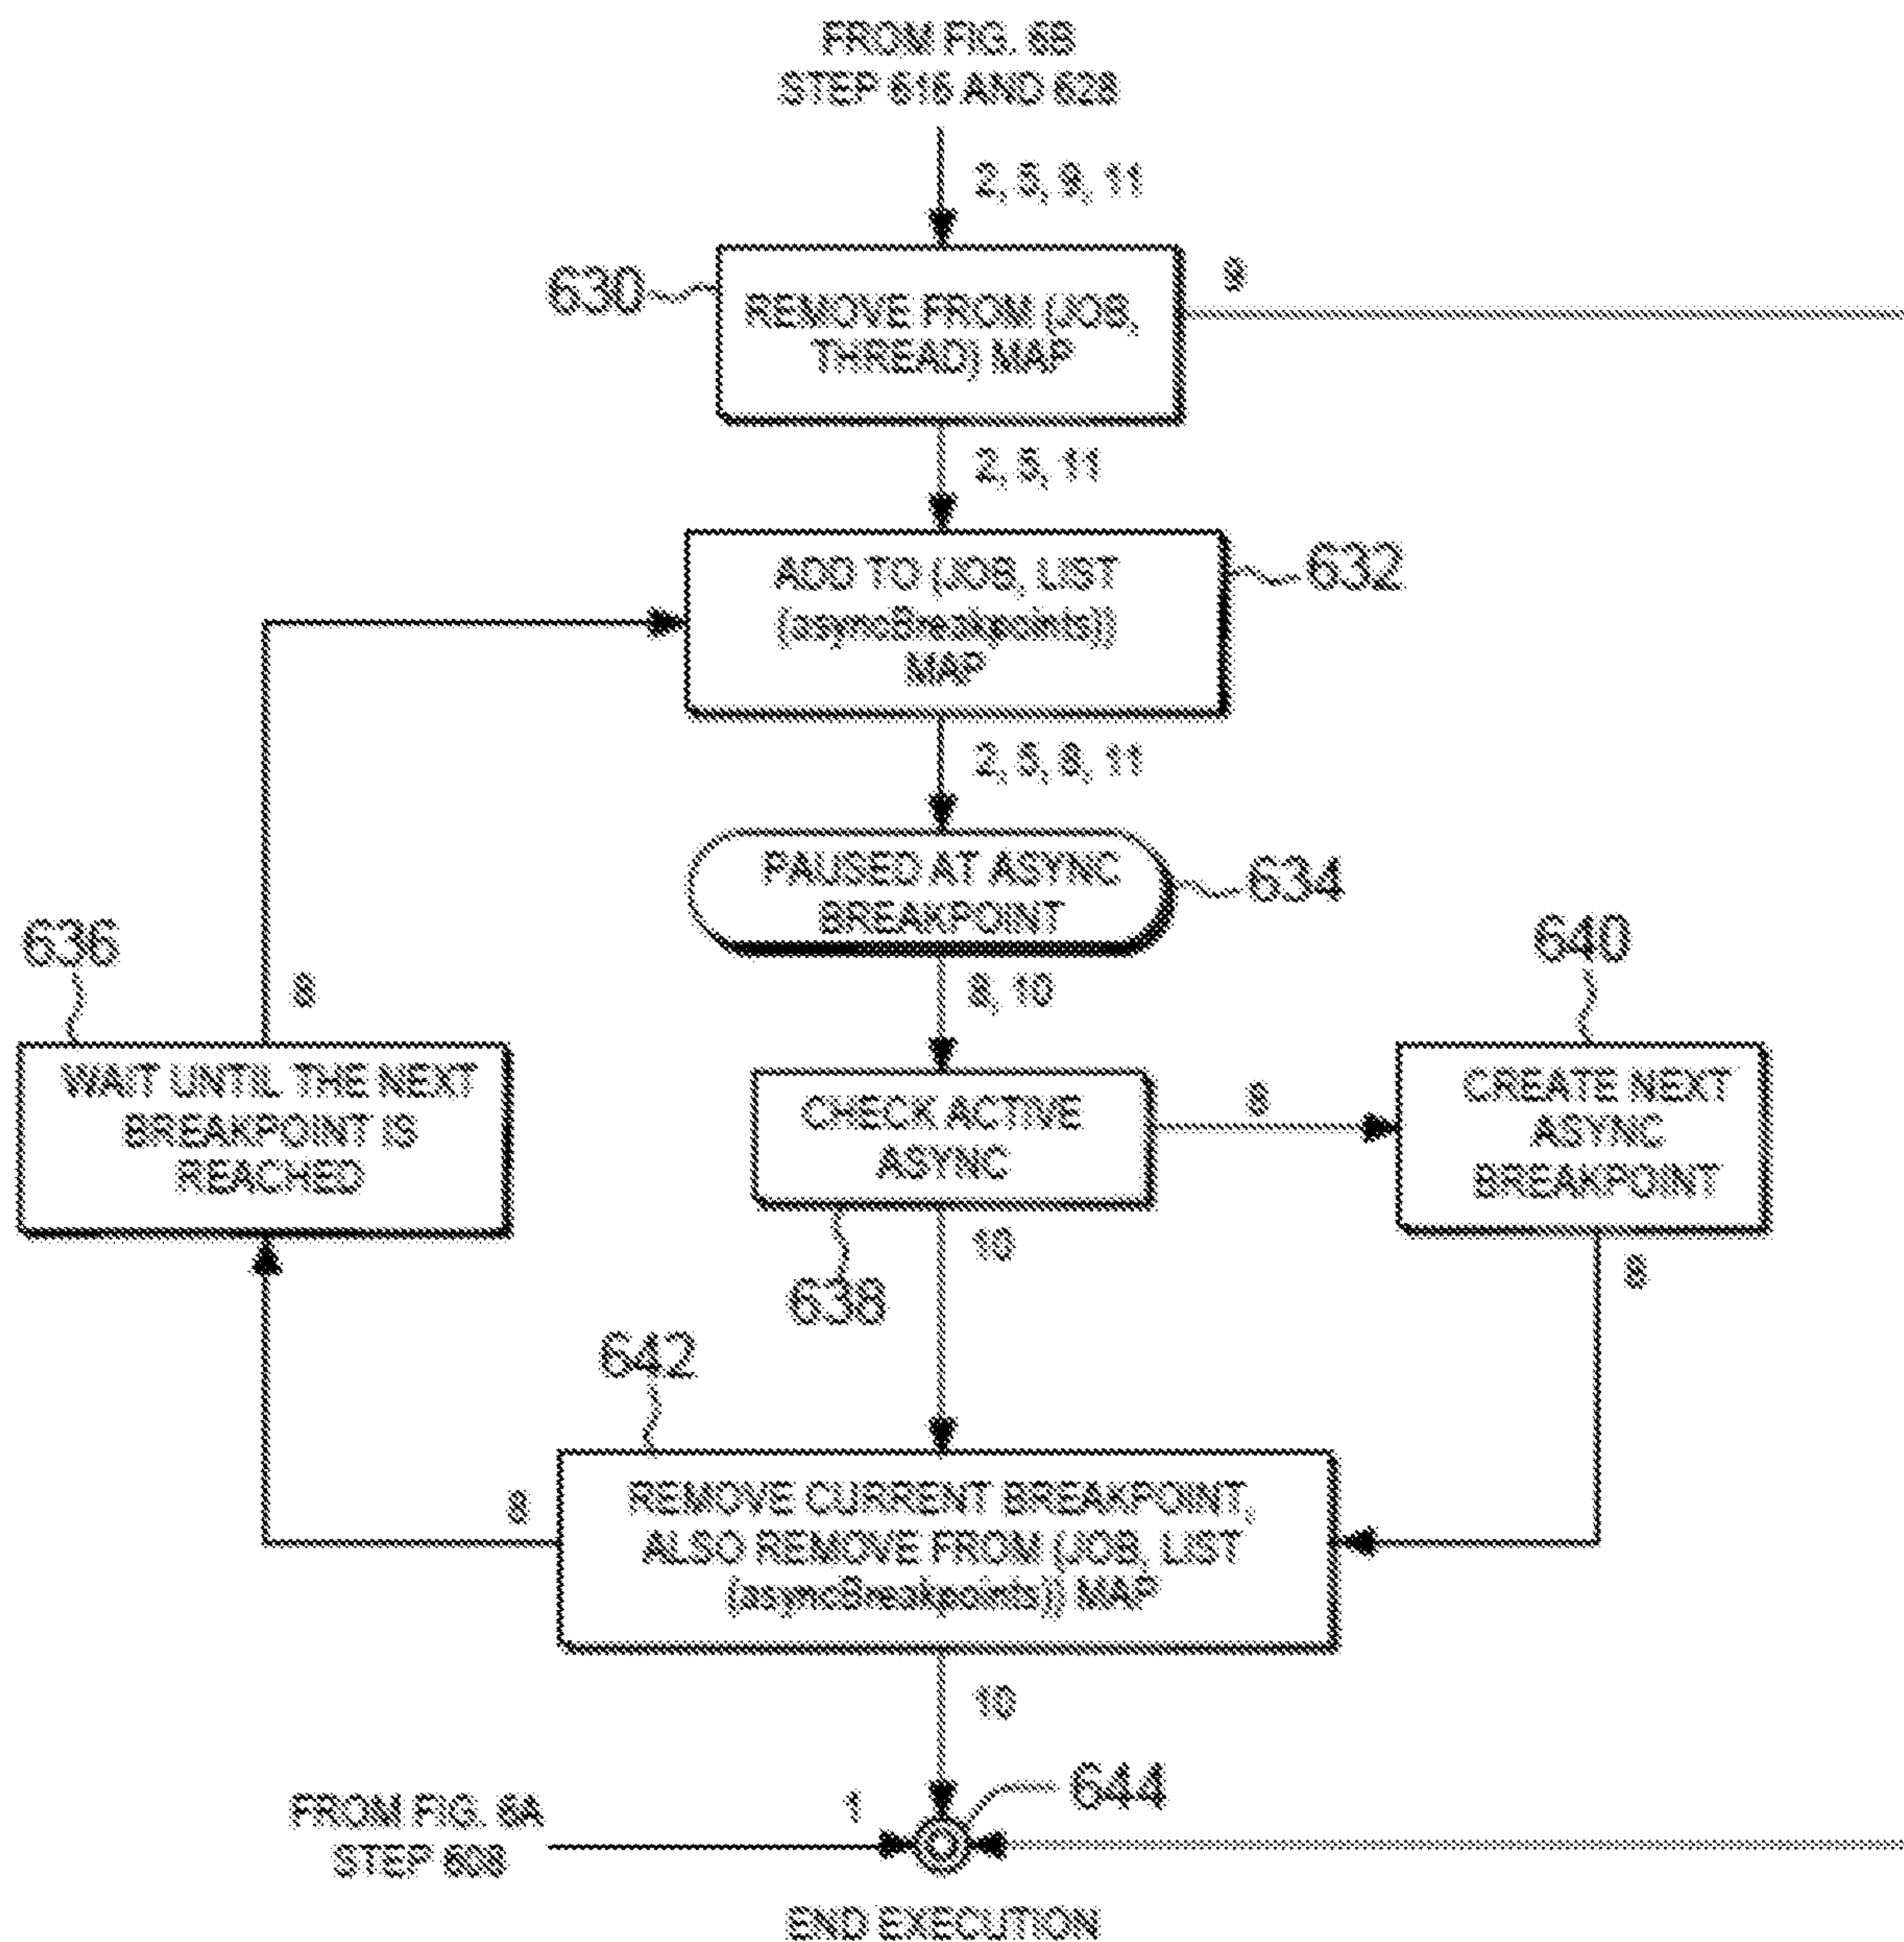 FROM FIG. 6B
STEP 616 AND 628
2, 5, 9, 11
630
9
REMOVE FROM (JOB,
THREAD) MAP
2, 5, 11
632
ADD TO (JOB, LIST
(asyncBreakpoints))
MAP
2, 5, 8, 11
PAUSED AT ASYNC
BREAKPOINT
634
636
640
8
8, 10
WAIT UNTIL THE NEXT
BREAKPOINT IS
REACHED
CHECK ACTIVE
ASYNC
8
CREATE NEXT
ASYNC
BREAKPOINT
638
10
8
642
8
REMOVE CURRENT BREAKPOINT,
ALSO REMOVE FROM (JOB, LIST
(asyncBreakpoints)) MAP
10
644
FROM FIG. 6A
STEP 608
1
END EXECUTION